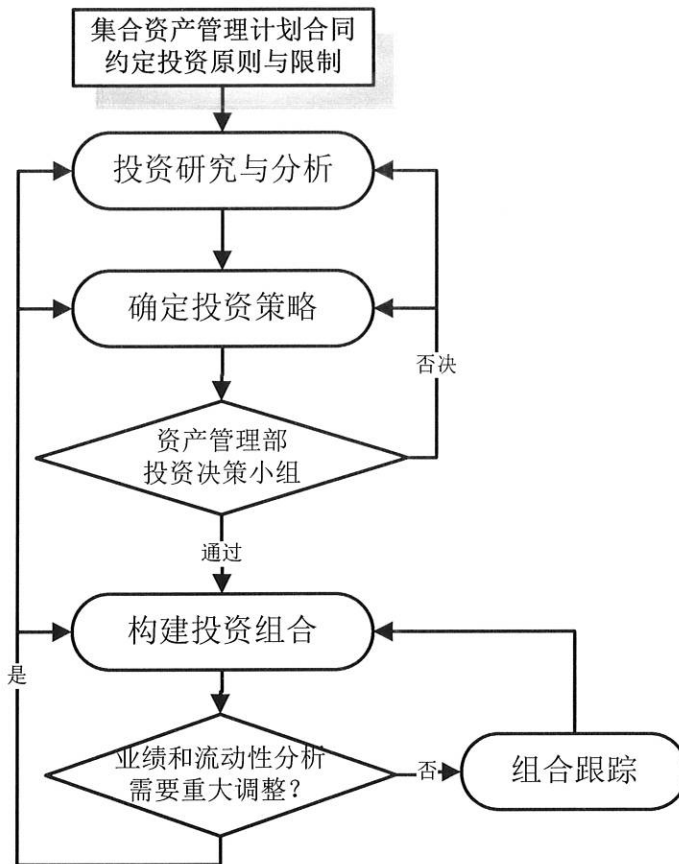 集合资产管理计划合同
约定投资原则与限制
投资研究与分析
确定投资策略
否决
资产管理部
投资决策小组
通过
构建投资组合
是
业绩和流动性分析
需要重大调整?
否
组合跟踪